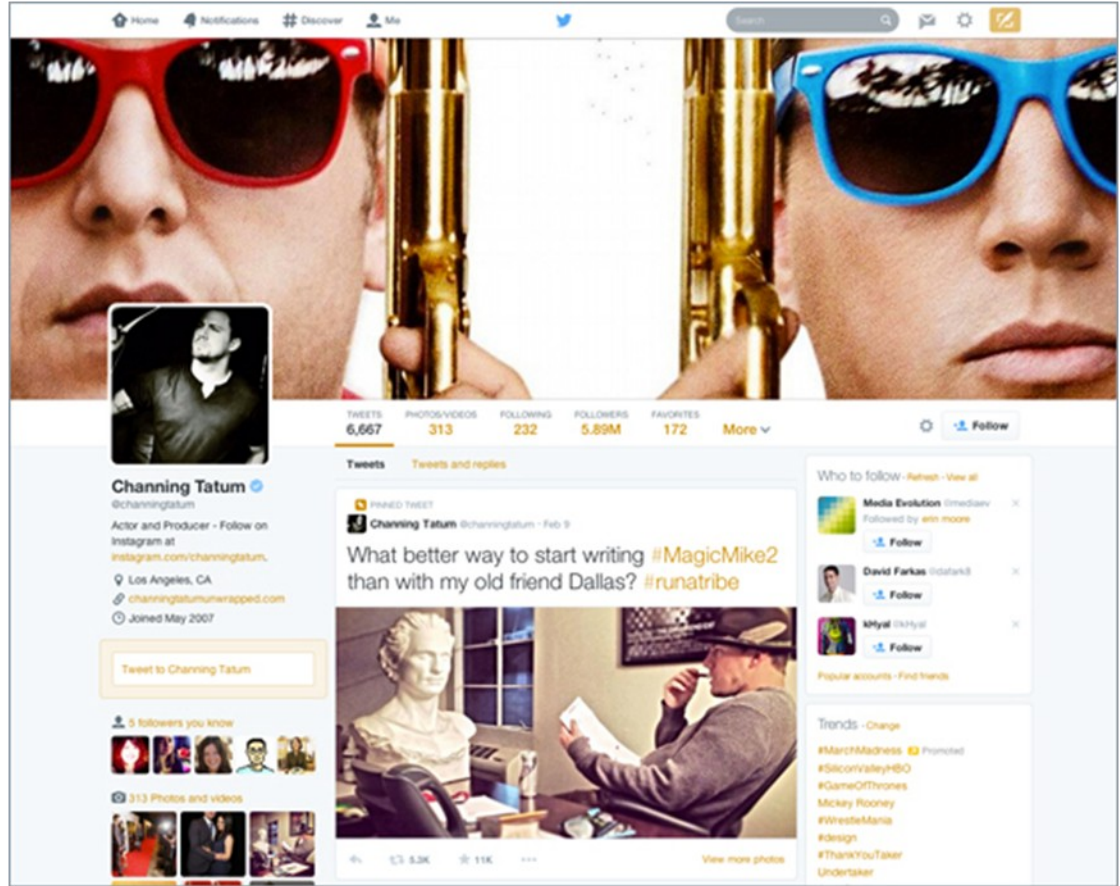 Home
Notifications
Discover
Me
Search
TWEETS
6,667
PHOTOS/VIDEOS
313
FOLLOWING
232
FOLLOWERS
5.89M
FAVORITES
172
More
Follow
Channing Tatum
@channingtatum
Actor and Producer - Follow on
Instagram at
instagram.com/channingtatum.
Los Angeles, CA
channingtatumunwrapped.com
Joined May 2007
Tweet to Channing Tatum
5 followers you know
313 Photos and videos
Tweets
Tweets and replies
PINNED TWEET
Channing Tatum @channingtatum · Feb 9
What better way to start writing #MagicMike2
than with my old friend Dallas? #runatribe
5.3K
11K
View more photos
Who to follow · Refresh · View all
Media Evolution @mediaev
Followed by erin moore
Follow
David Farkas @dafark8
Follow
kHyal @kHyal
Follow
Popular accounts · Find friends
Trends · Change
#MarchMadness Promoted
#SiliconValleyHBO
#GameOfThrones
Mickey Rooney
#WrestleMania
#design
#ThankYouTaker
Undertaker